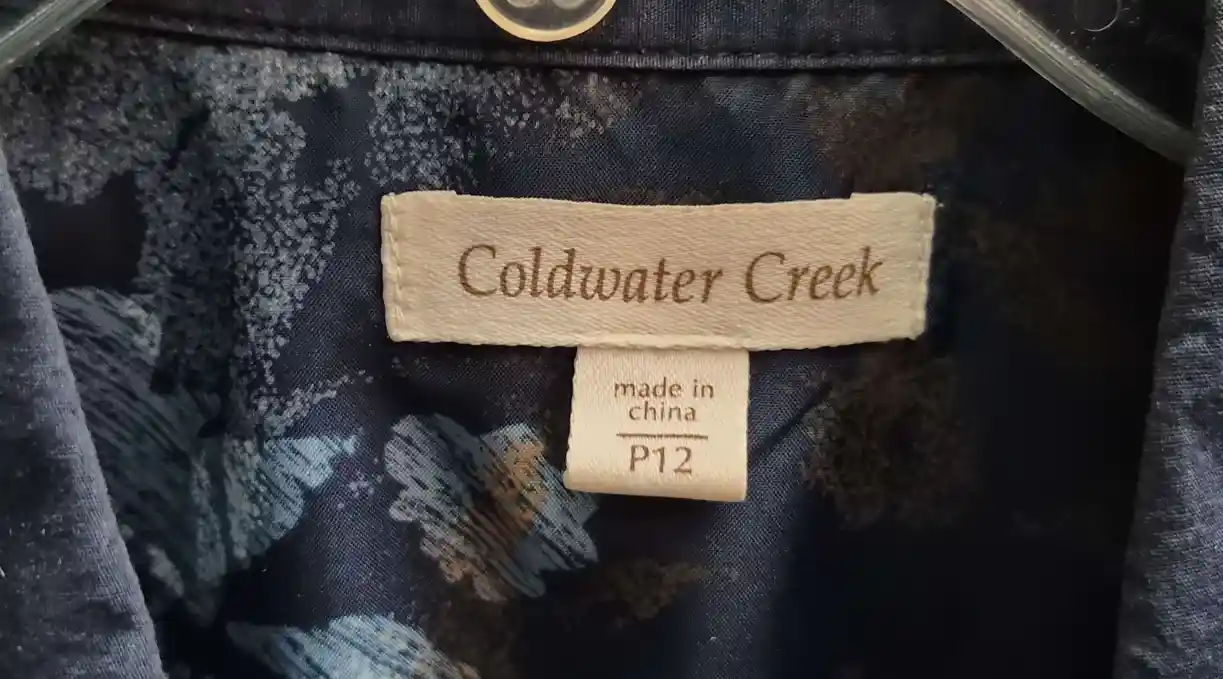 Coldwater Creek
made in
china
P12